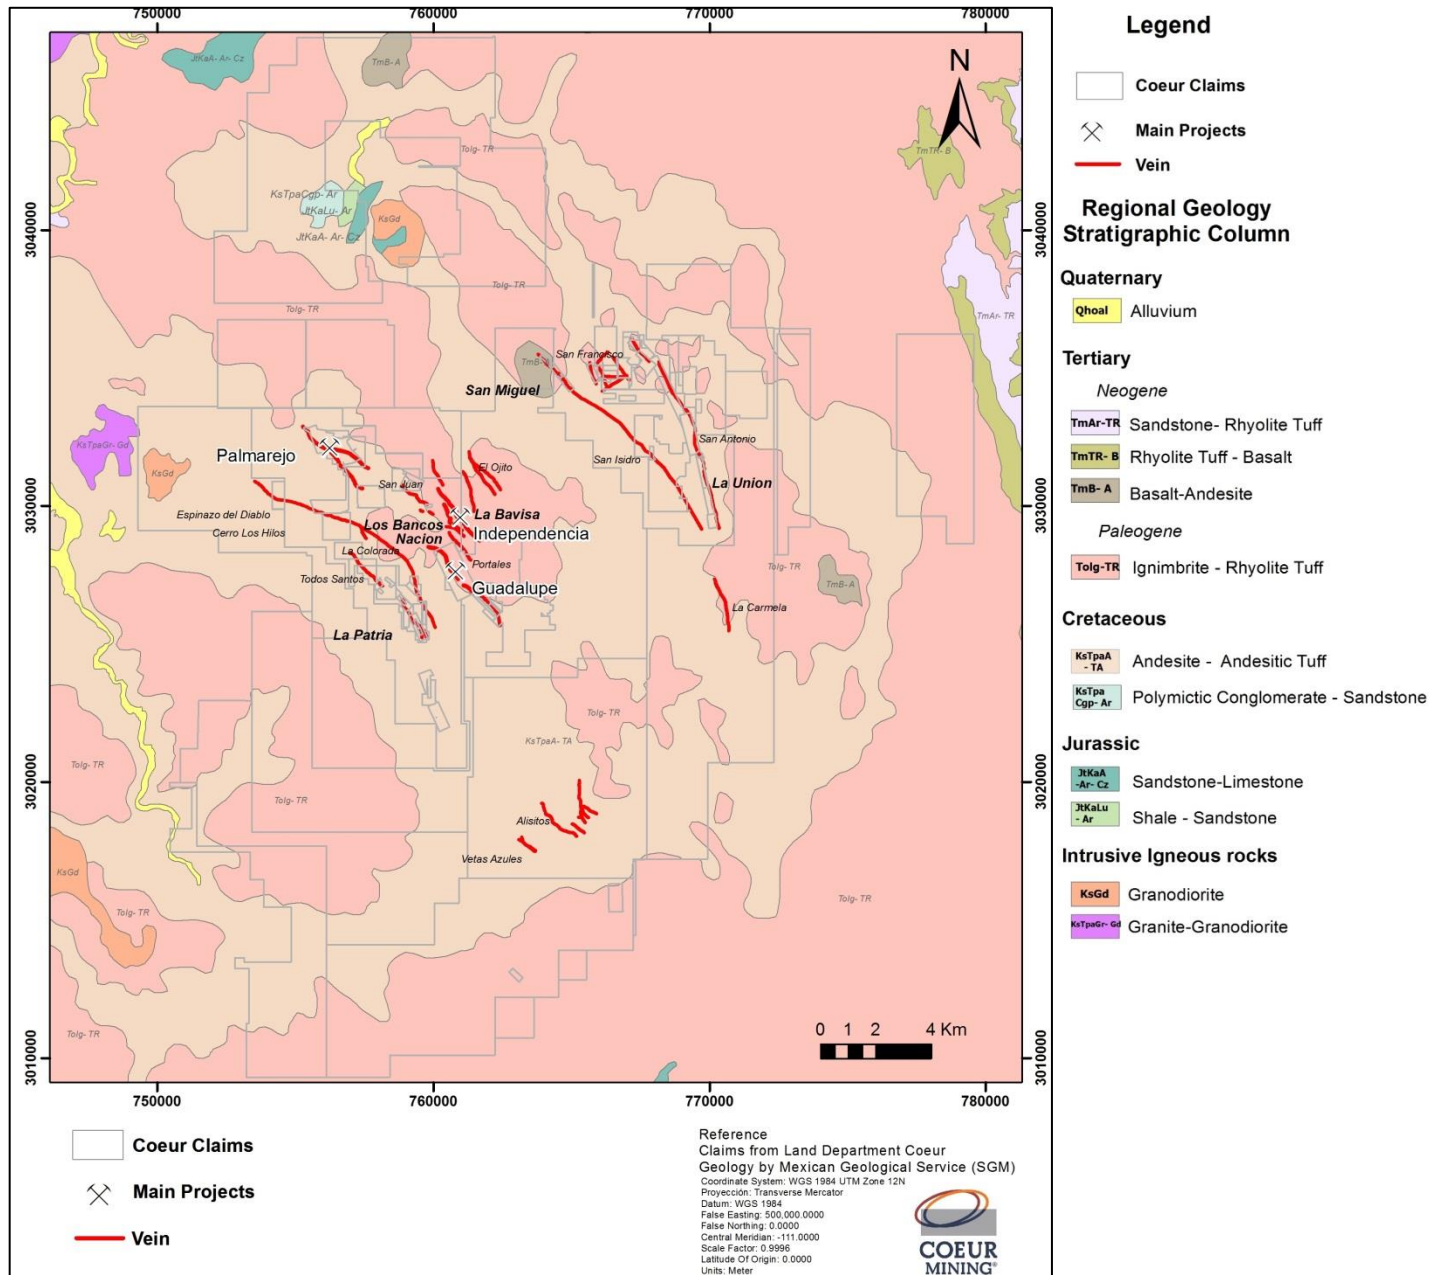 750000
760000
770000
780000
3040000
3030000
3020000
3010000
3040000
3030000
3020000
3010000
JtKaA- Ar- Cz
TmB- A
N
Tolg- TR
TmTR- B
KsTpaCgp- Ar
JtKaLu- Ar
JtKaA- Ar- Cz
KsGd
Tolg- TR
Tolg- TR
TmAr- TR
San Francisco
San Miguel
KsTpaGr- Gd
KsGd
Palmarejo
San Antonio
San Isidro
El Ojito
San Juan
La Union
Espinazo del Diablo
Cerro Los Hilos
Los Bancos
Nacion
La Bavisa
Independencia
La Colorada
Portales
Todos Santos
Guadalupe
Tolg- TR
TmB- A
La Carmela
La Patria
Tolg- TR
KsTpaA- TA
Tolg- TR
Tolg- TR
Alisitos
Vetas Azules
KsGd
Tolg- TR
Tolg- TR
Tolg- TR
0 1 2 4 Km
750000
760000
770000
780000
Coeur Claims
Main Projects
Vein
Reference
Claims from Land Department Coeur
Geology by Mexican Geological Service (SGM)
Coordinate System: WGS 1984 UTM Zone 12N
Proyección: Transverse Mercator
Datum: WGS 1984
False Easting: 500,000.0000
False Northing: 0.0000
Central Meridian: -111.0000
Scale Factor: 0.9996
Latitude Of Origin: 0.0000
Units: Meter
COEUR
MINING®
Legend
Coeur Claims
Main Projects
Vein
Regional Geology
Stratigraphic Column
Quaternary
Qhoal Alluvium
Tertiary
Neogene
TmAr-TR Sandstone- Rhyolite Tuff
TmTR- B Rhyolite Tuff - Basalt
TmB- A Basalt-Andesite
Paleogene
Tolg-TR Ignimbrite - Rhyolite Tuff
Cretaceous
KsTpaA
- TA Andesite - Andesitic Tuff
KsTpa
Cgp- Ar Polymictic Conglomerate - Sandstone
Jurassic
JtKaA
-Ar- Cz Sandstone-Limestone
JtKaLu
- Ar Shale - Sandstone
Intrusive Igneous rocks
KsGd Granodiorite
KsTpaGr- Gd Granite-Granodiorite